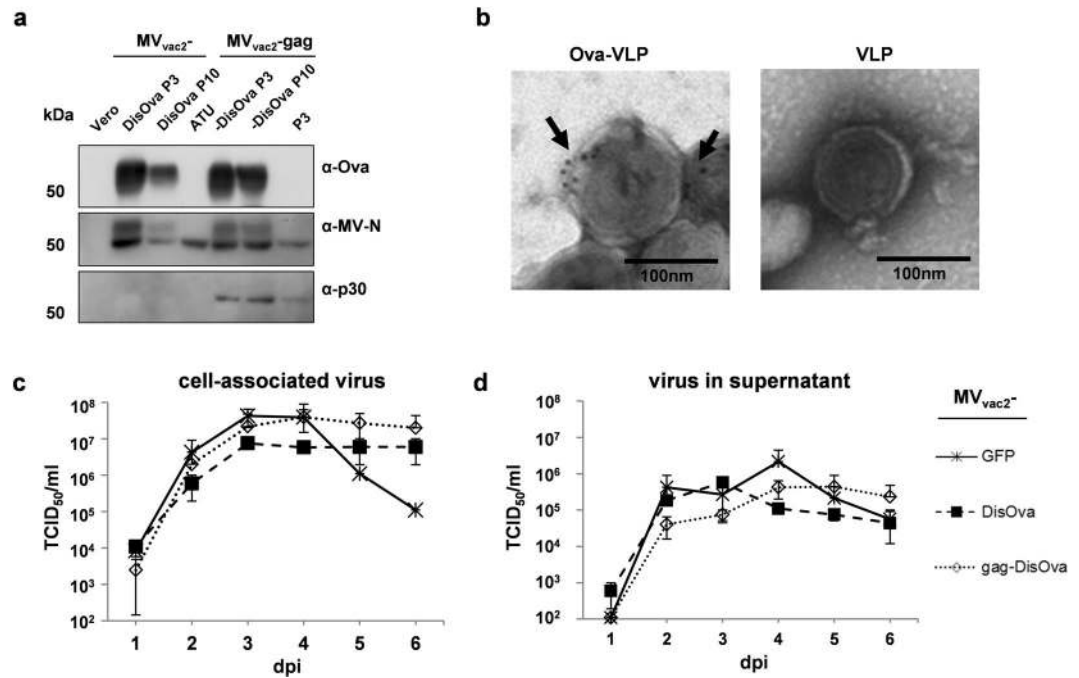 a
MVvac2-
MVvac2-gag
kDa
Vero
DisOva P3
DisOva P10
ATU
-DisOva P3
-DisOva P10
P3
50
α-Ova
50
α-MV-N
50
α-p30
b
Ova-VLP
VLP
100nm
100nm
c
cell-associated virus
TCID50/ml
10^8
10^7
10^6
10^5
10^4
10^3
10^2
1 2 3 4 5 6
dpi
d
virus in supernatant
TCID50/ml
10^8
10^7
10^6
10^5
10^4
10^3
10^2
1 2 3 4 5 6
dpi
MVvac2-
GFP
DisOva
gag-DisOva